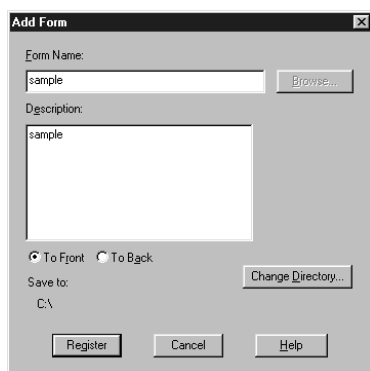 Add Form
Form Name:
sample
Browse...
Description:
sample
To Front To Back
Save to:
Change Directory...
C:\
Register Cancel Help